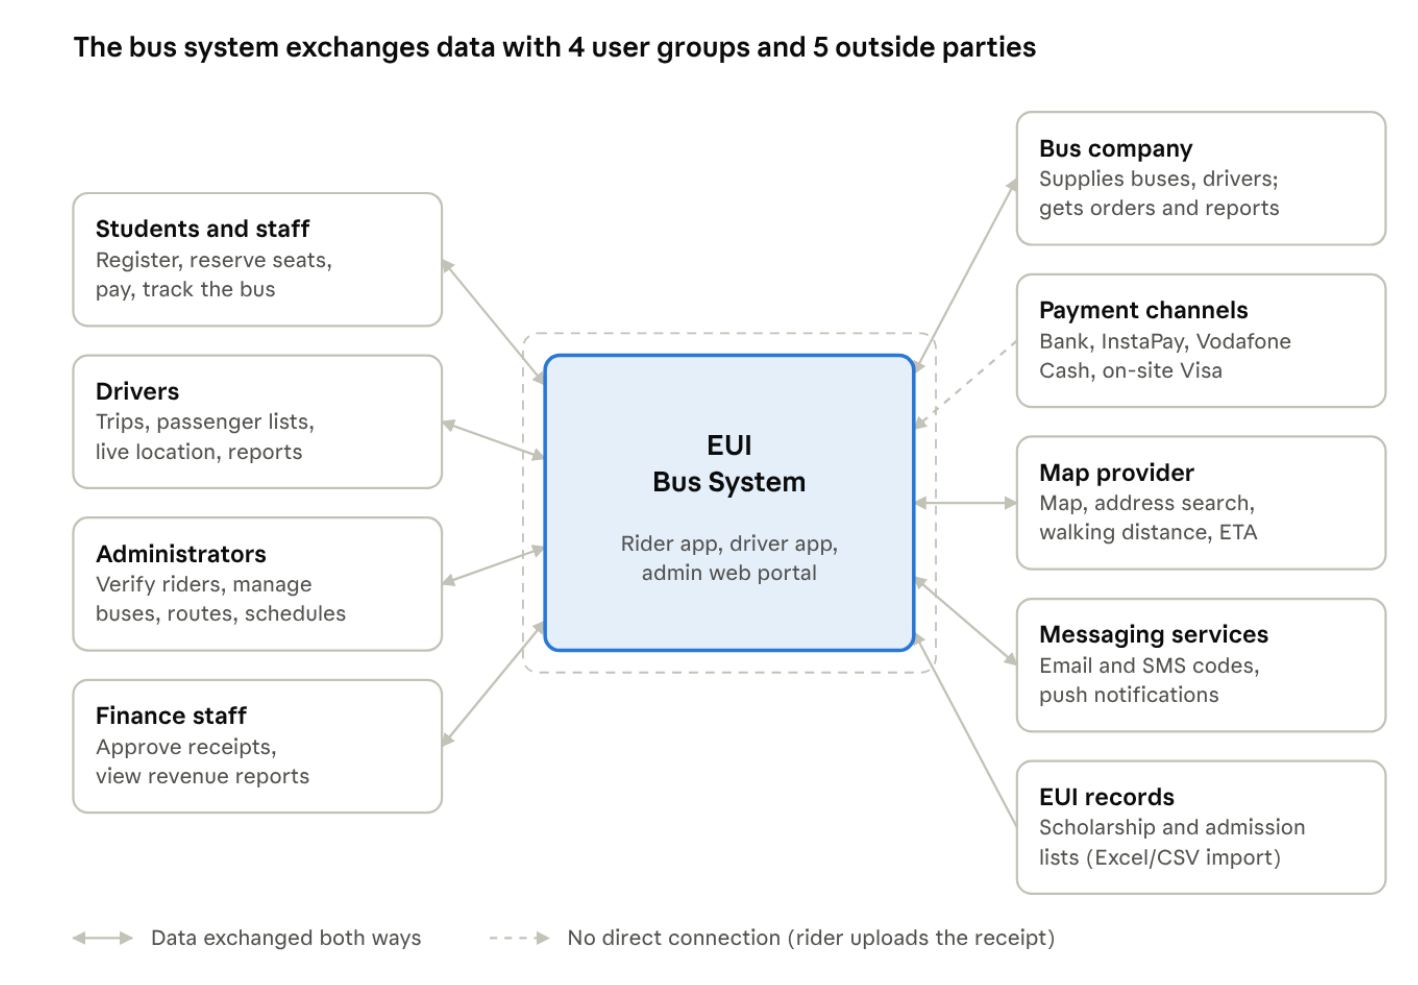 The bus system exchanges data with 4 user groups and 5 outside parties
Students and staff
Register, reserve seats,
pay, track the bus
Drivers
Trips, passenger lists,
live location, reports
Administrators
Verify riders, manage
buses, routes, schedules
Finance staff
Approve receipts,
view revenue reports
EUI
Bus System
Rider app, driver app,
admin web portal
Bus company
Supplies buses, drivers;
gets orders and reports
Payment channels
Bank, InstaPay, Vodafone
Cash, on-site Visa
Map provider
Map, address search,
walking distance, ETA
Messaging services
Email and SMS codes,
push notifications
EUI records
Scholarship and admission
lists (Excel/CSV import)
Data exchanged both ways
No direct connection (rider uploads the receipt)